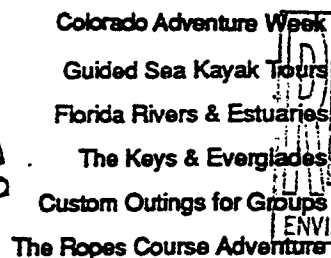 Colorado Adventure Week
Guided Sea Kayak Tours
Florida Rivers & Estuaries
The Keys & Everglades
Custom Outings for Groups
ENVI
The Ropes Course Adventure